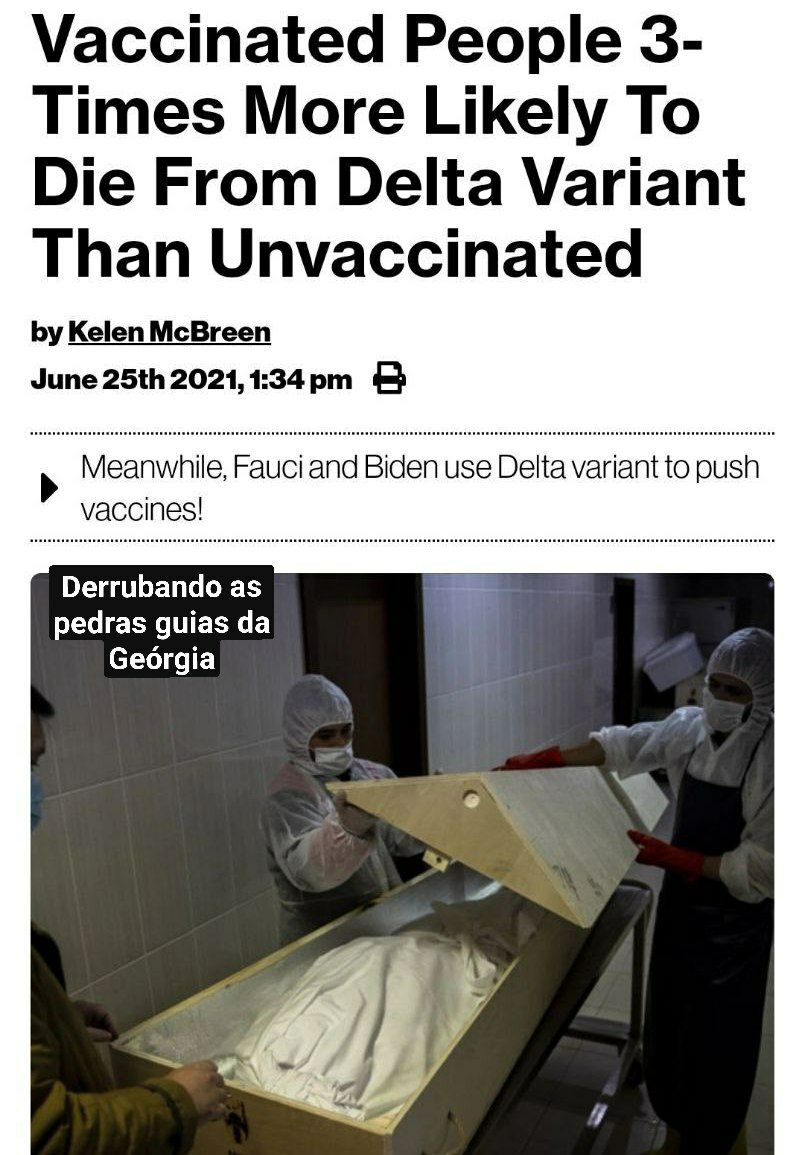 Vaccinated People 3-
Times More Likely To
Die From Delta Variant
Than Unvaccinated
by Kelen McBreen
June 25th 2021, 1:34 pm
Meanwhile, Fauci and Biden use Delta variant to push
vaccines!
Derrubando as
pedras guias da
Geórgia